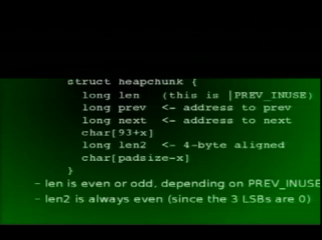 struct heapchunk {
long len (this is |PREV_INUSE)
long prev <- address to prev
long next <- address to next
char[93+x]
long len2 <- 4-byte aligned
char[padsize-x]
}
- len is even or odd, depending on PREV_INUSE
- len2 is always even (since the 3 LSBs are 0)